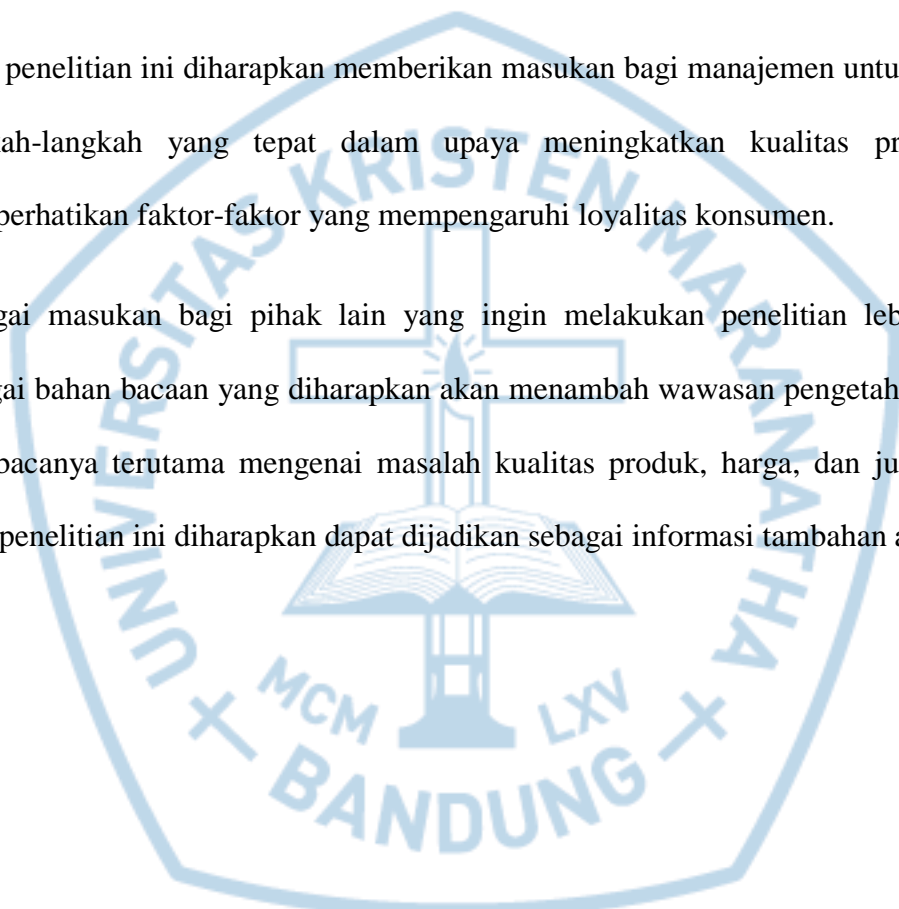 penelitian ini diharapkan memberikan masukan bagi manajemen untu
ah-langkah yang tepat dalam upaya meningkatkan kualitas pr
perhatikan faktor-faktor yang mempengaruhi loyalitas konsumen.
gai masukan bagi pihak lain yang ingin melakukan penelitian leb
gai bahan bacaan yang diharapkan akan menambah wawasan pengetah
bacanya terutama mengenai masalah kualitas produk, harga, dan ju
penelitian ini diharapkan dapat dijadikan sebagai informasi tambahan a
UNIVERSITAS KRISTEN MARANATHA
MCM LXV
BANDUNG